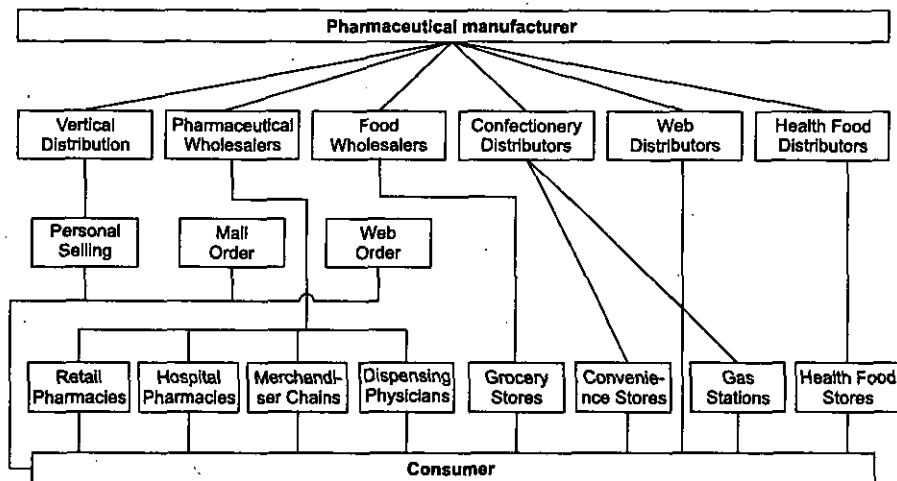 Pharmaceutical manufacturer
Vertical
Distribution
Pharmaceutical
Wholesalers
Food
Wholesalers
Confectionery
Distributors
Web
Distributors
Health Food
Distributors
Personal
Selling
Mail
Order
Web
Order
Retail
Pharmacies
Hospital
Pharmacies
Merchandi-
ser Chains
Dispensing
Physicians
Grocery
Stores
Convenie-
nce Stores
Gas
Stations
Health Food
Stores
Consumer